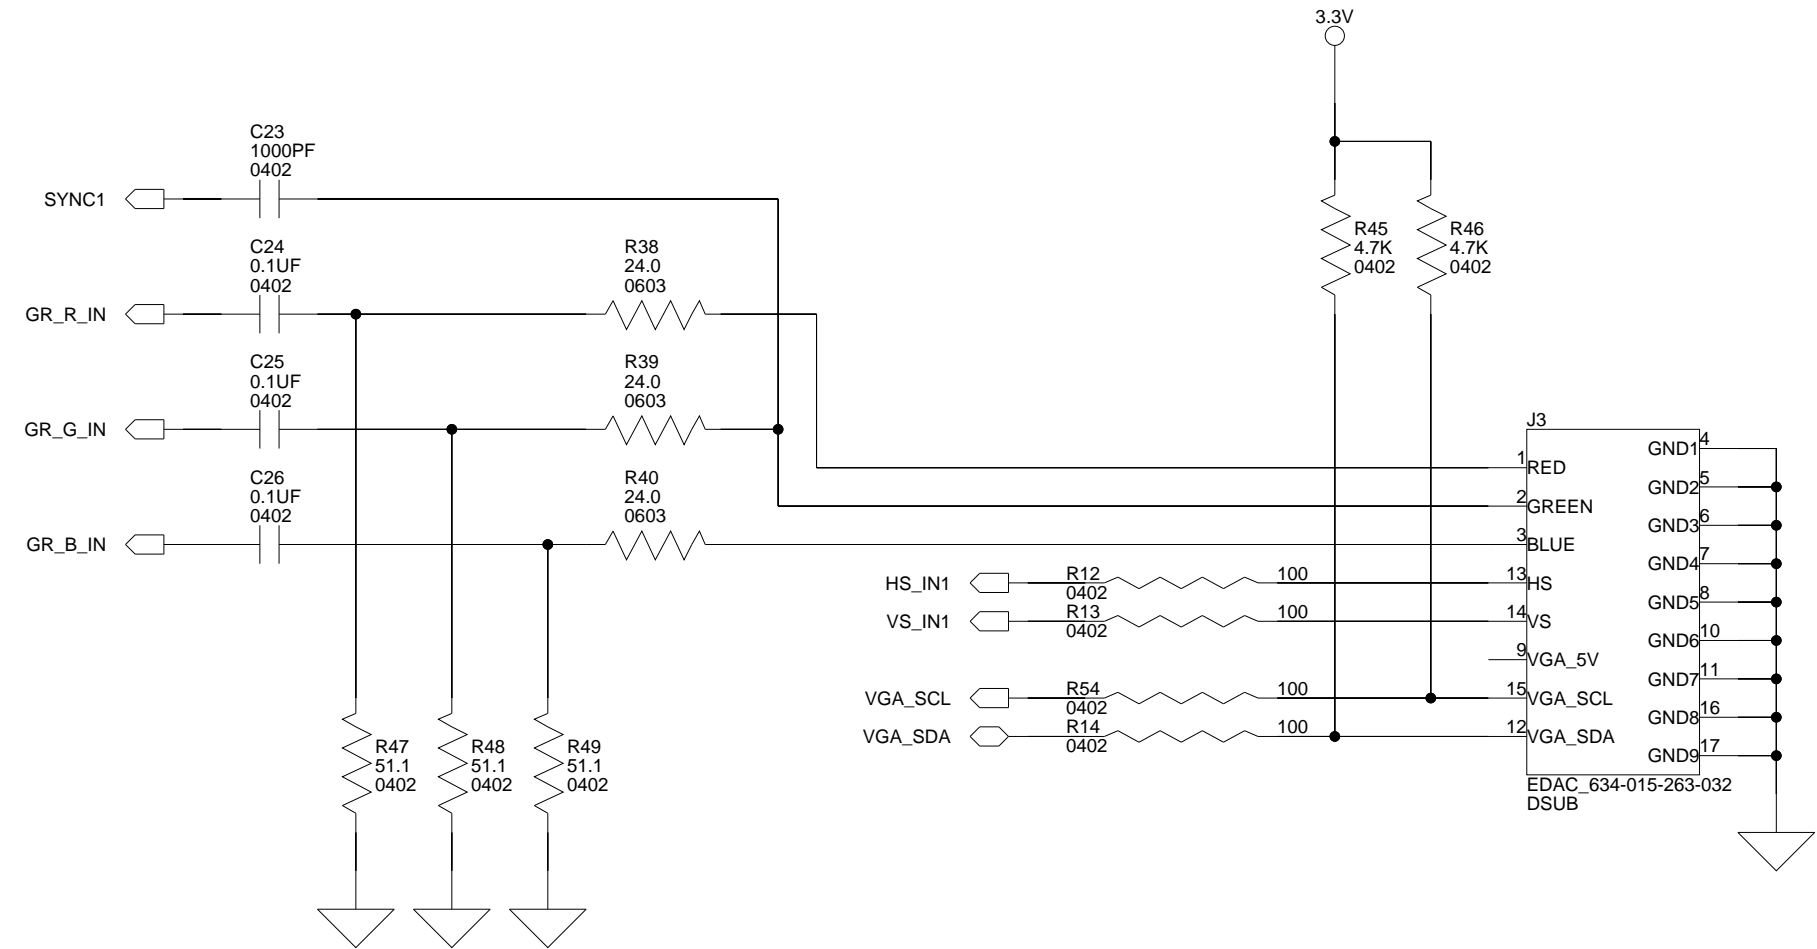 3.3V
C23
1000PF
0402
SYNC1
C24
0.1UF
0402
GR_R_IN
R38
24.0
0603
C25
0.1UF
0402
GR_G_IN
R39
24.0
0603
C26
0.1UF
0402
GR_B_IN
R40
24.0
0603
R45
4.7K
0402
R46
4.7K
0402
R47
51.1
0402
R48
51.1
0402
R49
51.1
0402
HS_IN1
R12
0402
100
VS_IN1
R13
0402
100
VGA_SCL
R54
0402
100
VGA_SDA
R14
0402
100
J3
1 RED
2 GREEN
3 BLUE
13 HS
14 VS
9 VGA_5V
15 VGA_SCL
12 VGA_SDA
GND1 4
GND2 5
GND3 6
GND4 7
GND5 8
GND6 10
GND7 11
GND8 16
GND9 17
EDAC_634-015-263-032
DSUB